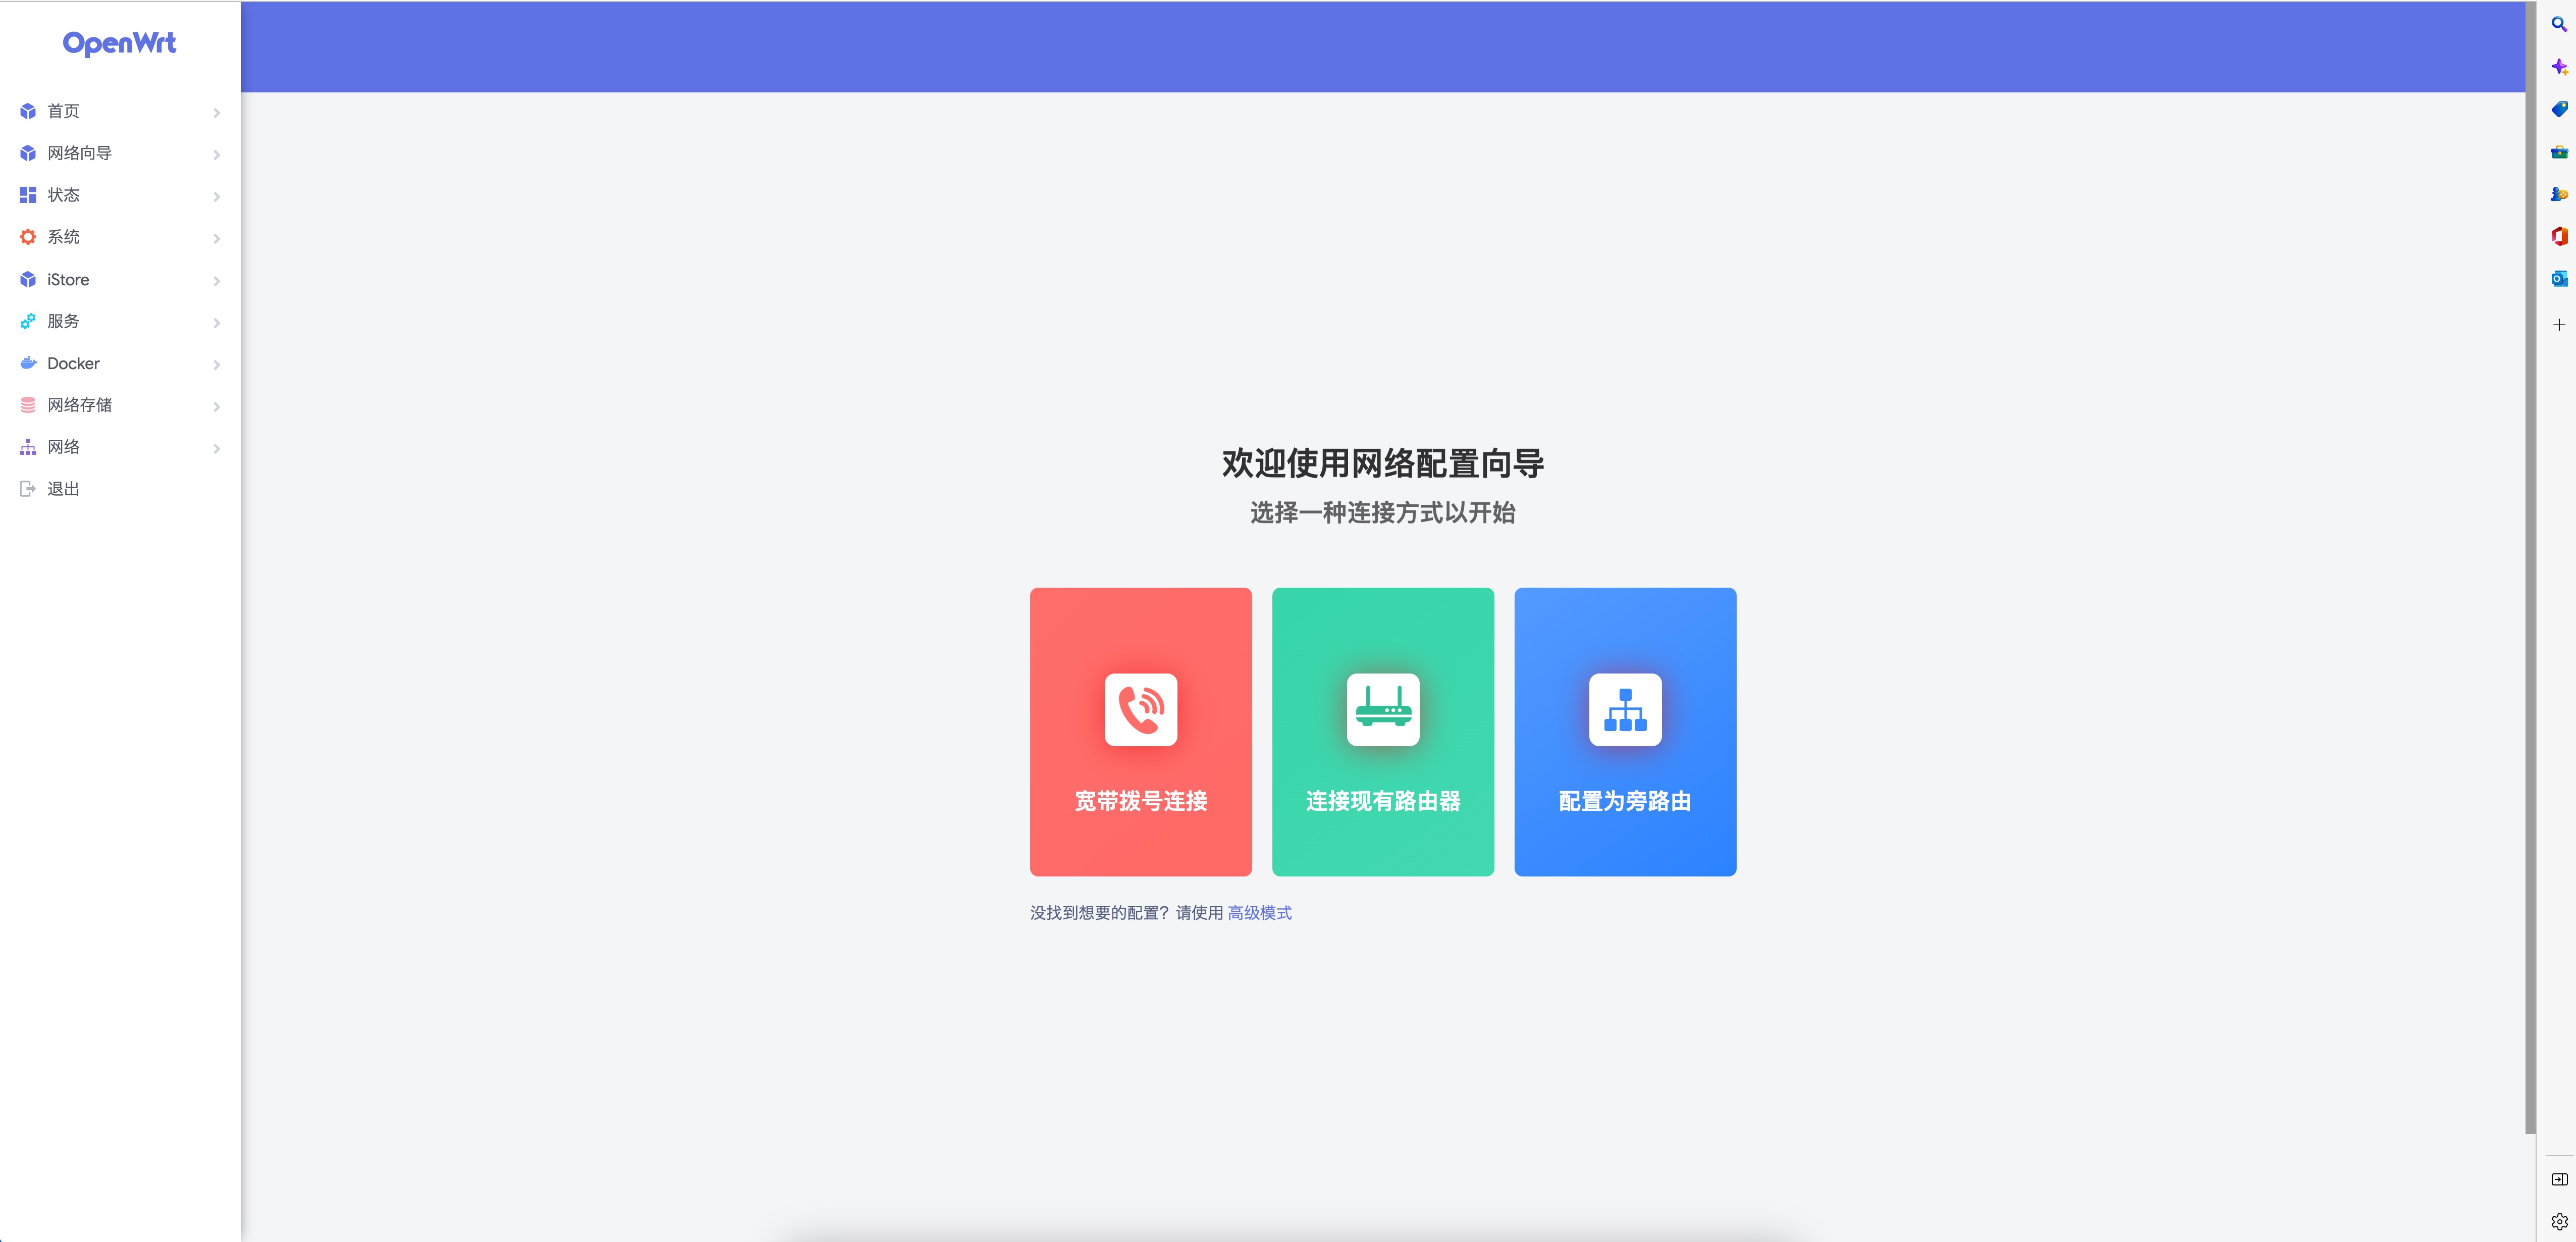 OpenWrt
首页
网络向导
状态
系统
iStore
服务
Docker
网络存储
网络
退出
欢迎使用网络配置向导
选择一种连接方式以开始
宽带拨号连接
连接现有路由器
配置为旁路由
没找到想要的配置？请使用 高级模式